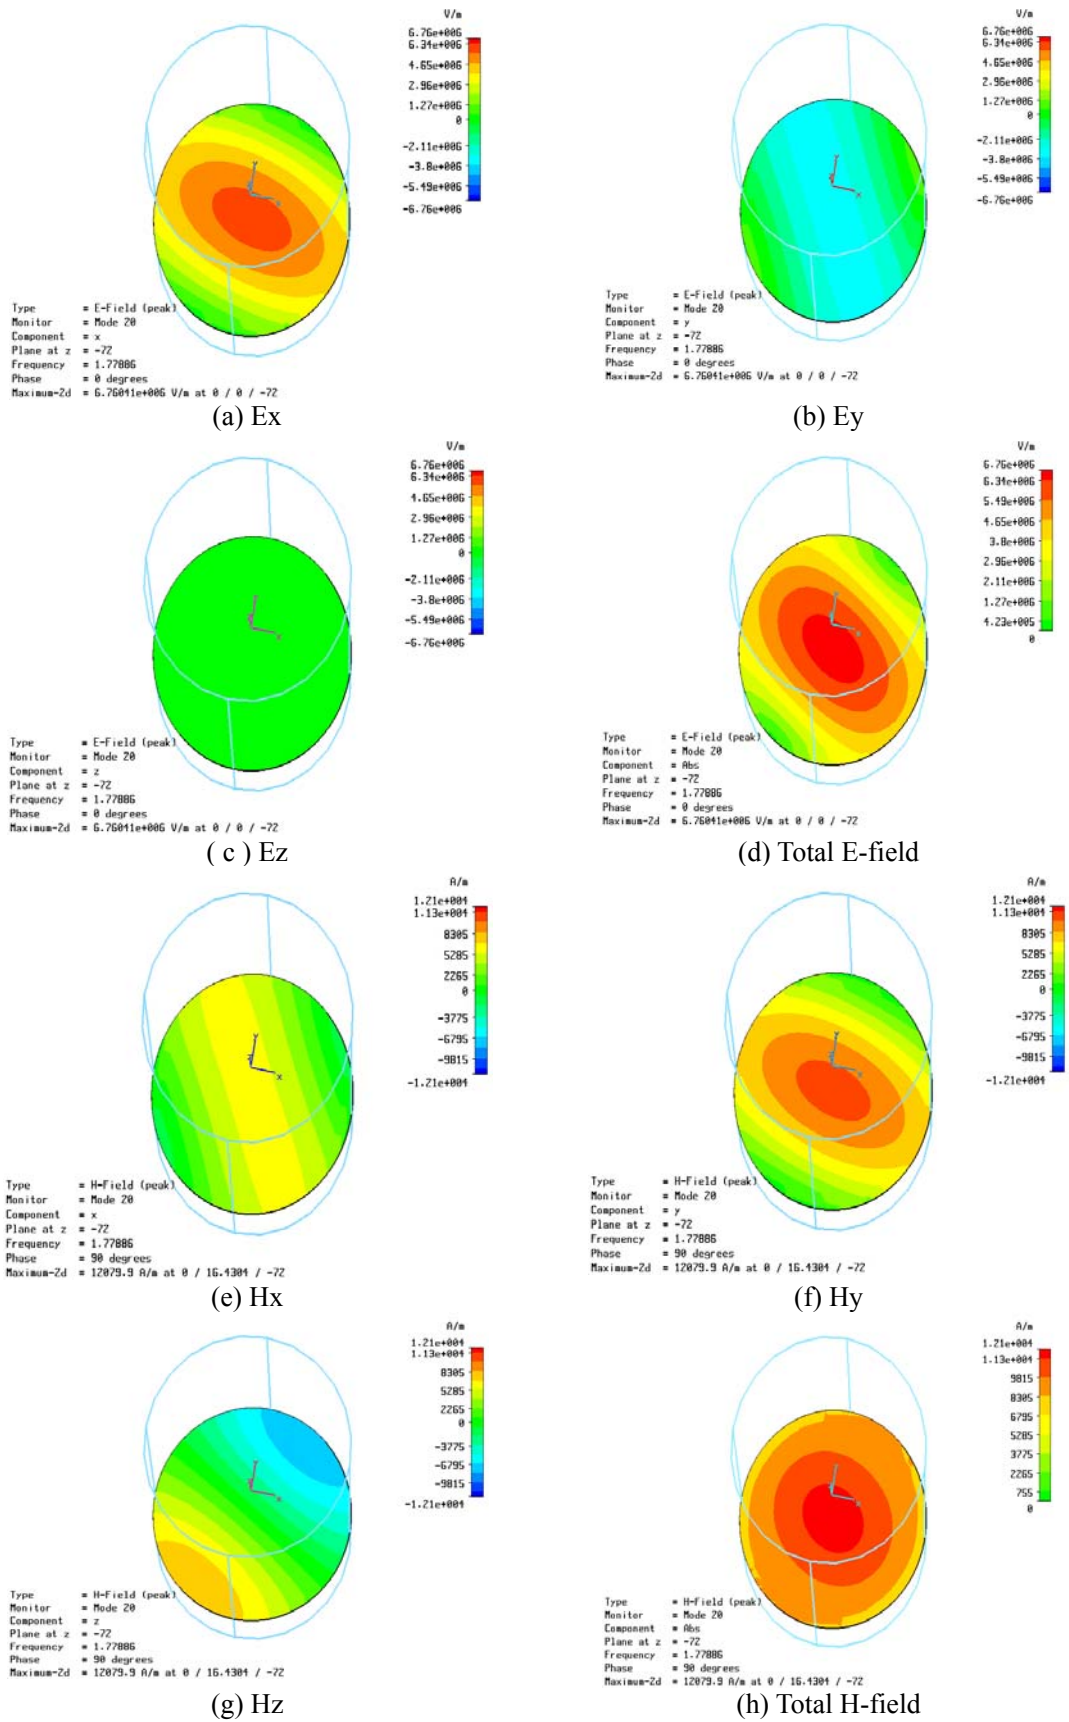 V/m
6.76e+006
6.34e+006
4.65e+006
2.96e+006
1.27e+006
0
-2.11e+006
-3.8e+006
-5.49e+006
-6.76e+006
Type = E-Field (peak)
Monitor = Mode 20
Component = x
Plane at z = -72
Frequency = 1.77886
Phase = 0 degrees
Maximum-2d = 6.76041e+006 V/m at 0 / 0 / -72
(a) Ex
V/m
6.76e+006
6.34e+006
4.65e+006
2.96e+006
1.27e+006
0
-2.11e+006
-3.8e+006
-5.49e+006
-6.76e+006
Type = E-Field (peak)
Monitor = Mode 20
Component = y
Plane at z = -72
Frequency = 1.77886
Phase = 0 degrees
Maximum-2d = 6.76041e+006 V/m at 0 / 0 / -72
(b) Ey
V/m
6.76e+006
6.34e+006
4.65e+006
2.96e+006
1.27e+006
0
-2.11e+006
-3.8e+006
-5.49e+006
-6.76e+006
Type = E-Field (peak)
Monitor = Mode 20
Component = z
Plane at z = -72
Frequency = 1.77886
Phase = 0 degrees
Maximum-2d = 6.76041e+006 V/m at 0 / 0 / -72
( c ) Ez
V/m
6.76e+006
6.34e+006
5.49e+006
4.65e+006
3.8e+006
2.96e+006
2.11e+006
1.27e+006
4.23e+005
0
Type = E-Field (peak)
Monitor = Mode 20
Component = Abs
Plane at z = -72
Frequency = 1.77886
Phase = 0 degrees
Maximum-2d = 6.76041e+006 V/m at 0 / 0 / -72
(d) Total E-field
A/m
1.21e+004
1.13e+004
8305
5285
2265
0
-3775
-6795
-9815
-1.21e+004
Type = H-Field (peak)
Monitor = Mode 20
Component = x
Plane at z = -72
Frequency = 1.77886
Phase = 90 degrees
Maximum-2d = 12079.9 A/m at 0 / 16.4304 / -72
(e) Hx
A/m
1.21e+004
1.13e+004
8305
5285
2265
0
-3775
-6795
-9815
-1.21e+004
Type = H-Field (peak)
Monitor = Mode 20
Component = y
Plane at z = -72
Frequency = 1.77886
Phase = 90 degrees
Maximum-2d = 12079.9 A/m at 0 / 16.4304 / -72
(f) Hy
A/m
1.21e+004
1.13e+004
8305
5285
2265
0
-3775
-6795
-9815
-1.21e+004
Type = H-Field (peak)
Monitor = Mode 20
Component = z
Plane at z = -72
Frequency = 1.77886
Phase = 90 degrees
Maximum-2d = 12079.9 A/m at 0 / 16.4304 / -72
(g) Hz
A/m
1.21e+004
1.13e+004
9815
8305
6795
5285
3775
2265
755
0
Type = H-Field (peak)
Monitor = Mode 20
Component = Abs
Plane at z = -72
Frequency = 1.77886
Phase = 90 degrees
Maximum-2d = 12079.9 A/m at 0 / 16.4304 / -72
(h) Total H-field